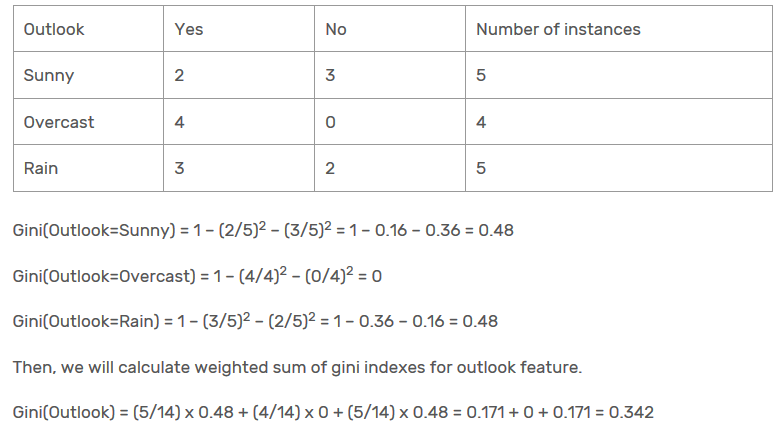 Outlook Yes No Number of instances
Sunny 2 3 5
Overcast 4 0 4
Rain 3 2 5
Gini(Outlook=Sunny) = 1 – (2/5)² – (3/5)² = 1 – 0.16 – 0.36 = 0.48
Gini(Outlook=Overcast) = 1 – (4/4)² – (0/4)² = 0
Gini(Outlook=Rain) = 1 – (3/5)² – (2/5)² = 1 – 0.36 – 0.16 = 0.48
Then, we will calculate weighted sum of gini indexes for outlook feature.
Gini(Outlook) = (5/14) x 0.48 + (4/14) x 0 + (5/14) x 0.48 = 0.171 + 0 + 0.171 = 0.342